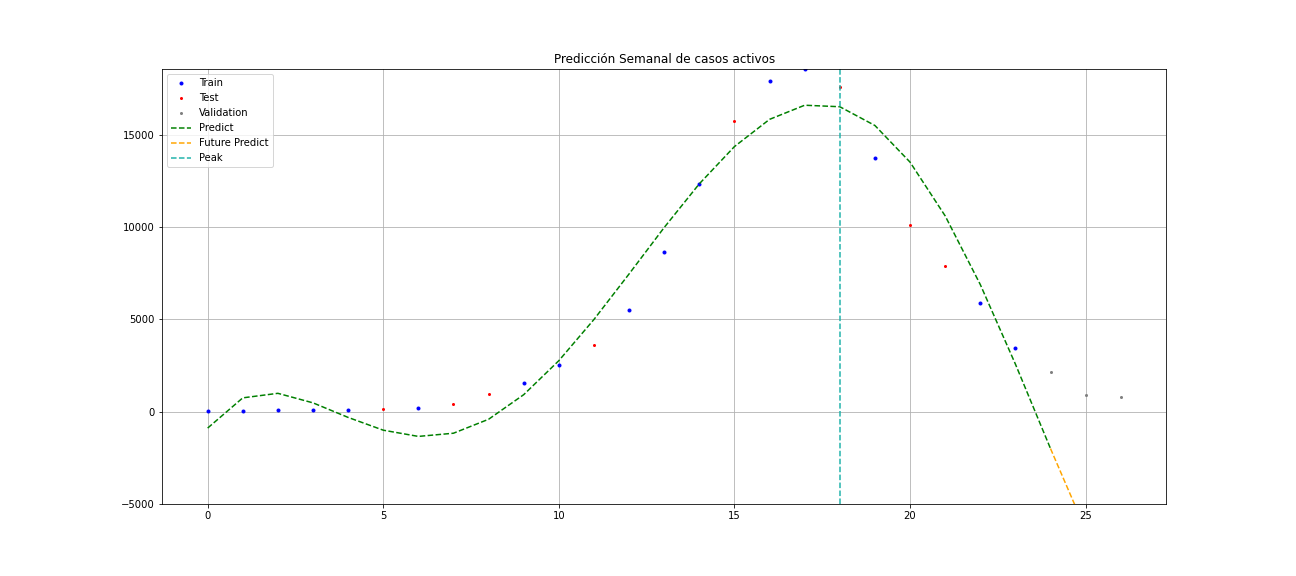 Predicción Semanal de casos activos
Train
Test
Validation
Predict
Future Predict
Peak
15000
10000
5000
0
−5000
0 5 10 15 20 25